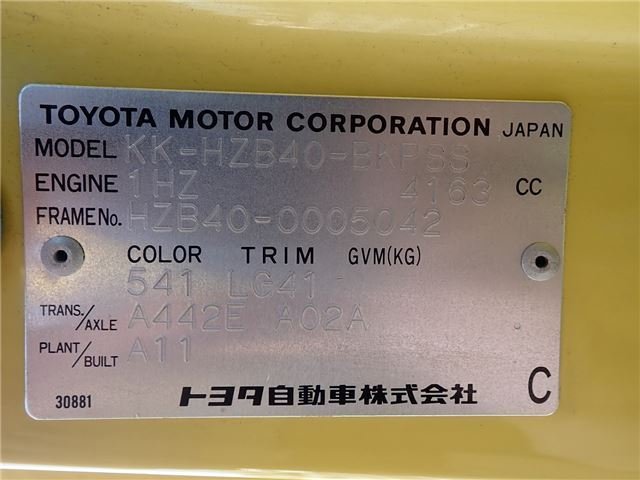 TOYOTA MOTOR CORPORATION JAPAN
MODEL KK-HZB40-BKPSS
ENGINE 1HZ 4163 CC
FRAME No. HZB40-0005042
COLOR TRIM GVM(KG)
541 LG41
TRANS./AXLE A442E A02A
PLANT/BUILT A11
30881 トヨタ自動車株式会社 C